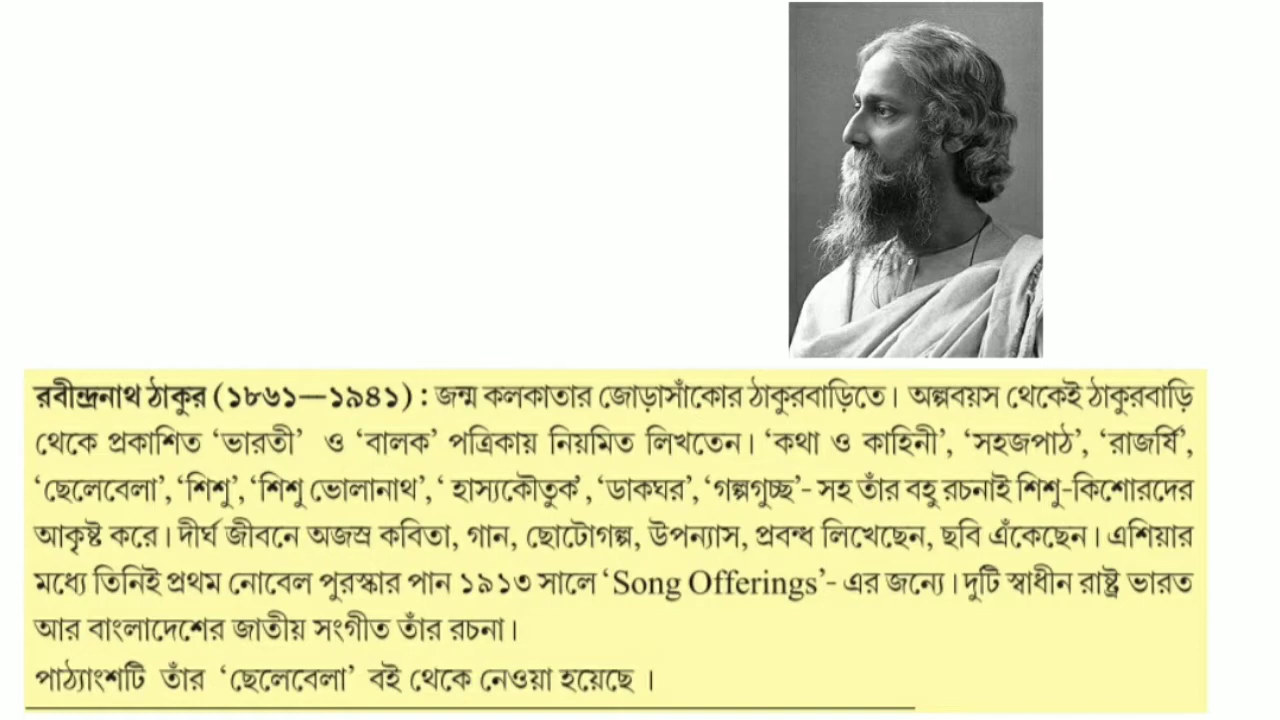 রবীন্দ্রনাথ ঠাকুর (১৮৬১—১৯৪১) : জন্ম কলকাতার জোড়াসাঁকোর ঠাকুরবাড়িতে। অল্পবয়স থেকেই ঠাকুরবাড়ি
থেকে প্রকাশিত ‘ভারতী’ ও ‘বালক’ পত্রিকায় নিয়মিত লিখতেন। ‘কথা ও কাহিনী’, ‘সহজপাঠ’, ‘রাজর্ষি’,
‘ছেলেবেলা’, ‘শিশু’, ‘শিশু ভোলানাথ’, ‘ হাস্যকৌতুক’, ‘ডাকঘর’, ‘গল্পগুচ্ছ’- সহ তাঁর বহু রচনাই শিশু-কিশোরদের
আকৃষ্ট করে। দীর্ঘ জীবনে অজস্র কবিতা, গান, ছোটোগল্প, উপন্যাস, প্রবন্ধ লিখেছেন, ছবি এঁকেছেন। এশিয়ার
মধ্যে তিনিই প্রথম নোবেল পুরস্কার পান ১৯১৩ সালে ‘Song Offerings’- এর জন্যে। দুটি স্বাধীন রাষ্ট্র ভারত
আর বাংলাদেশের জাতীয় সংগীত তাঁর রচনা।
পাঠ্যাংশটি তাঁর ‘ছেলেবেলা’ বই থেকে নেওয়া হয়েছে ।